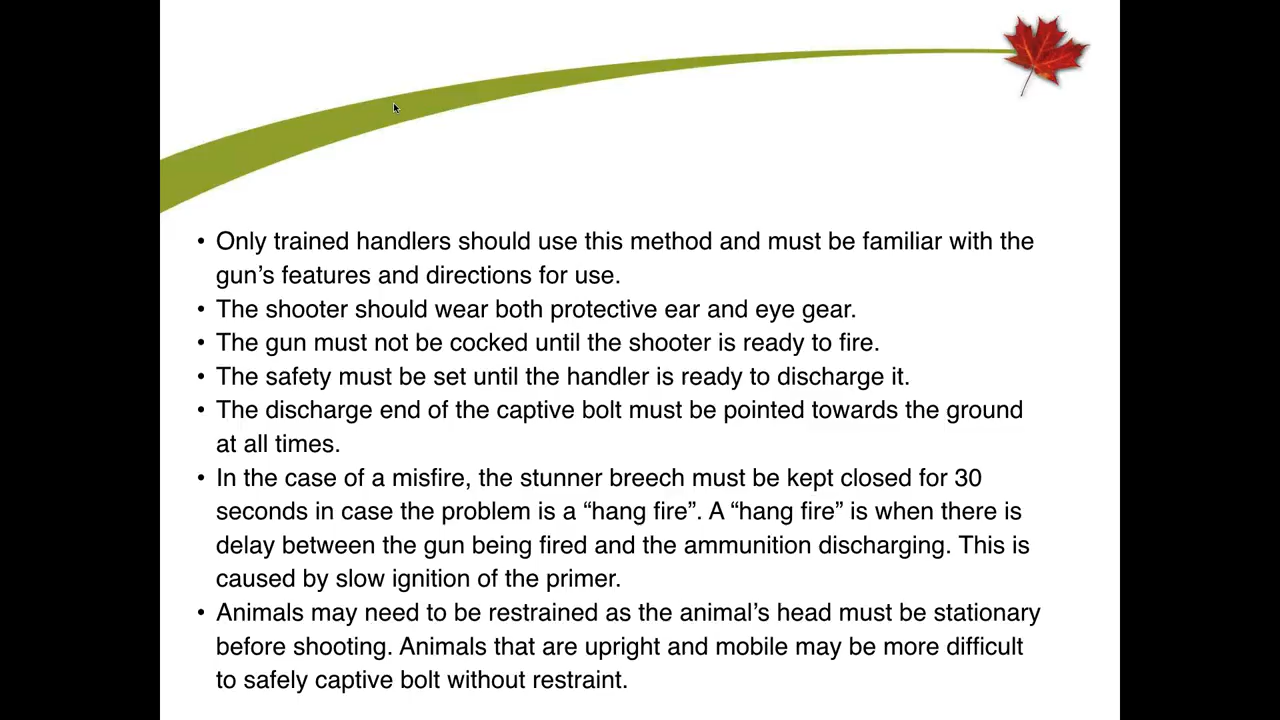 • Only trained handlers should use this method and must be familiar with the
gun’s features and directions for use.
• The shooter should wear both protective ear and eye gear.
• The gun must not be cocked until the shooter is ready to fire.
• The safety must be set until the handler is ready to discharge it.
• The discharge end of the captive bolt must be pointed towards the ground
at all times.
• In the case of a misfire, the stunner breech must be kept closed for 30
seconds in case the problem is a “hang fire”. A “hang fire” is when there is
delay between the gun being fired and the ammunition discharging. This is
caused by slow ignition of the primer.
• Animals may need to be restrained as the animal’s head must be stationary
before shooting. Animals that are upright and mobile may be more difficult
to safely captive bolt without restraint.